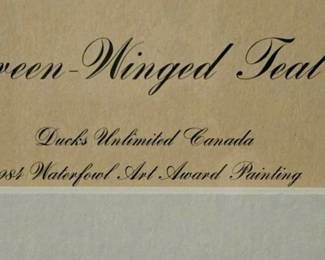 reen-Winged Teal
Ducks Unlimited Canada
984 Waterfowl Art Award Painting